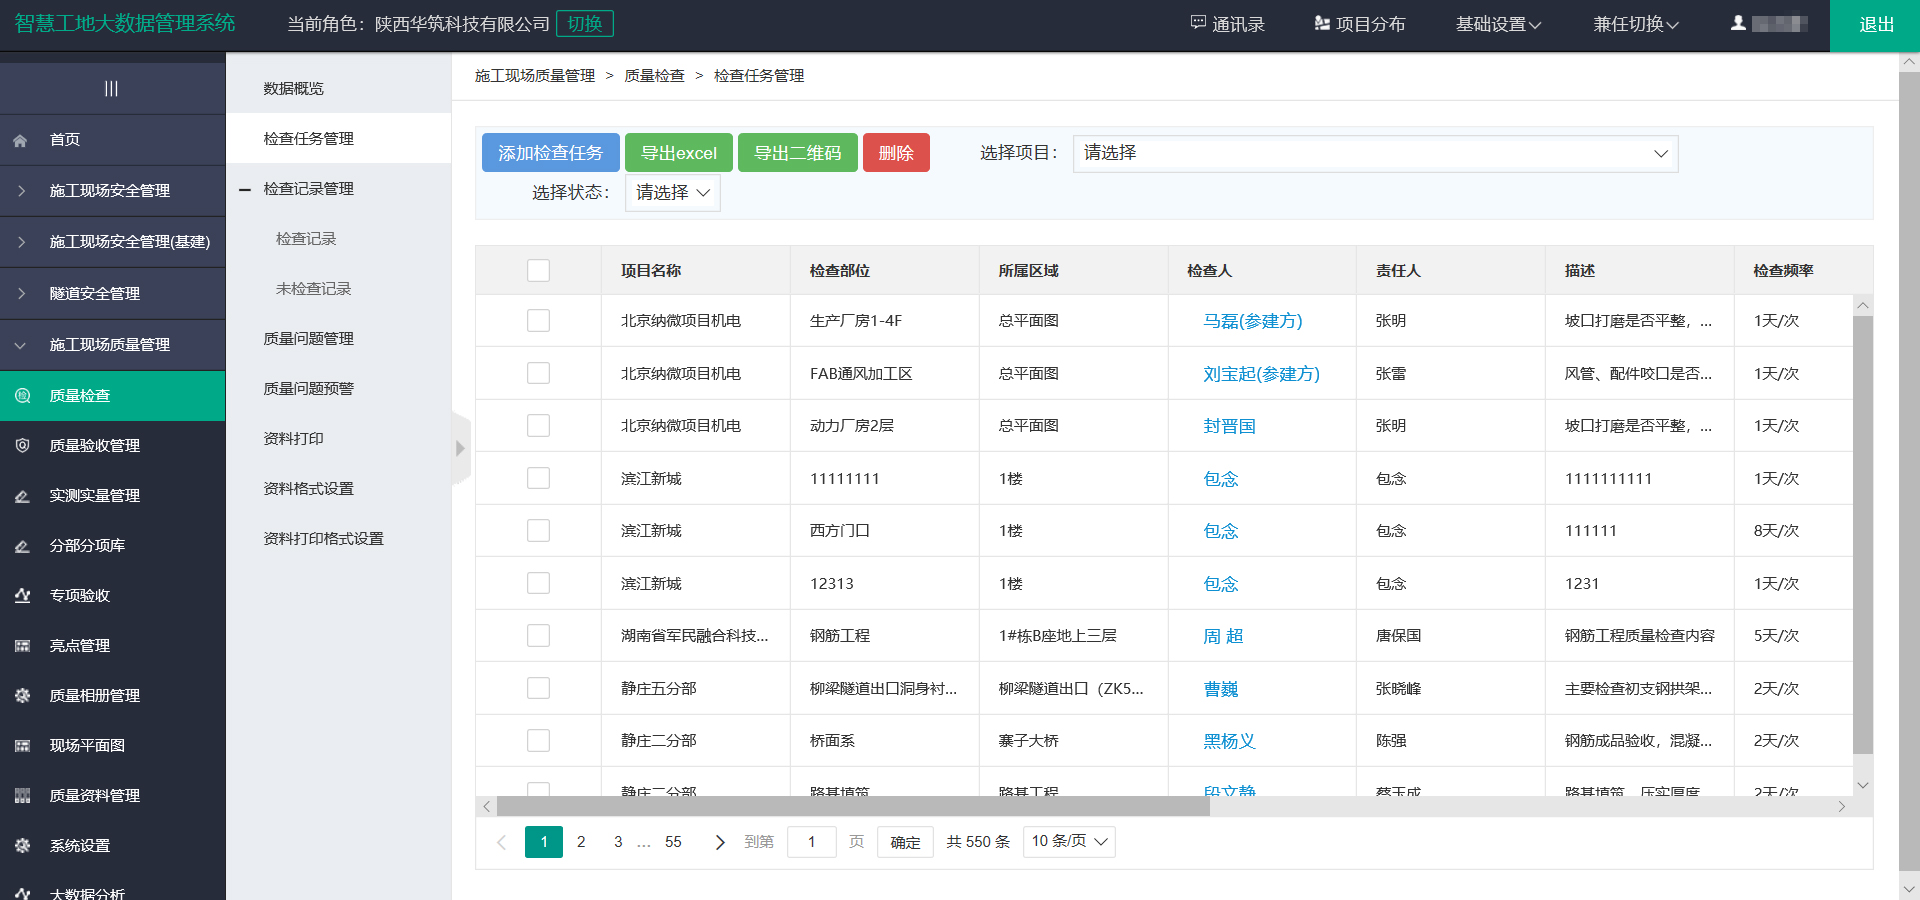 智慧工地大数据管理系统
当前角色：陕西华筑科技有限公司 切换
通讯录
项目分布
基础设置
兼任切换
退出
首页
施工现场安全管理
施工现场安全管理(基建)
隧道安全管理
施工现场质量管理
质量检查
质量验收管理
实测实量管理
分部分项库
专项验收
亮点管理
质量相册管理
现场平面图
质量资料管理
系统设置
大数据分析
数据概览
检查任务管理
检查记录管理
检查记录
未检查记录
质量问题管理
质量问题预警
资料打印
资料格式设置
资料打印格式设置
施工现场质量管理 > 质量检查 > 检查任务管理
添加检查任务 导出excel 导出二维码 删除 选择项目： 请选择
选择状态： 请选择
项目名称 检查部位 所属区域 检查人 责任人 描述 检查频率
北京纳微项目机电 生产厂房1-4F 总平面图 马磊(参建方) 张明 坡口打磨是否平整，... 1天/次
北京纳微项目机电 FAB通风加工区 总平面图 刘宝起(参建方) 张雷 风管、配件咬口是否... 1天/次
北京纳微项目机电 动力厂房2层 总平面图 封晋国 张明 坡口打磨是否平整，... 1天/次
滨江新城 11111111 1楼 包念 包念 1111111111 1天/次
滨江新城 西方门口 1楼 包念 包念 111111 8天/次
滨江新城 12313 1楼 包念 包念 1231 1天/次
湖南省军民融合科技... 钢筋工程 1#栋B座地上三层 周 超 唐保国 钢筋工程质量检查内容 5天/次
静庄五分部 柳梁隧道出口洞身衬... 柳梁隧道出口（ZK5... 曹巍 张晓峰 主要检查初支钢拱架... 2天/次
静庄二分部 桥面系 寨子大桥 黑杨义 陈强 钢筋成品验收，混凝... 2天/次
静庄二分部 路基填筑 路基工程 段文静 蔡玉成 路基填筑、压实厚度 2天/次
1 2 3 ... 55 到第 1 页 确定 共 550 条 10 条/页